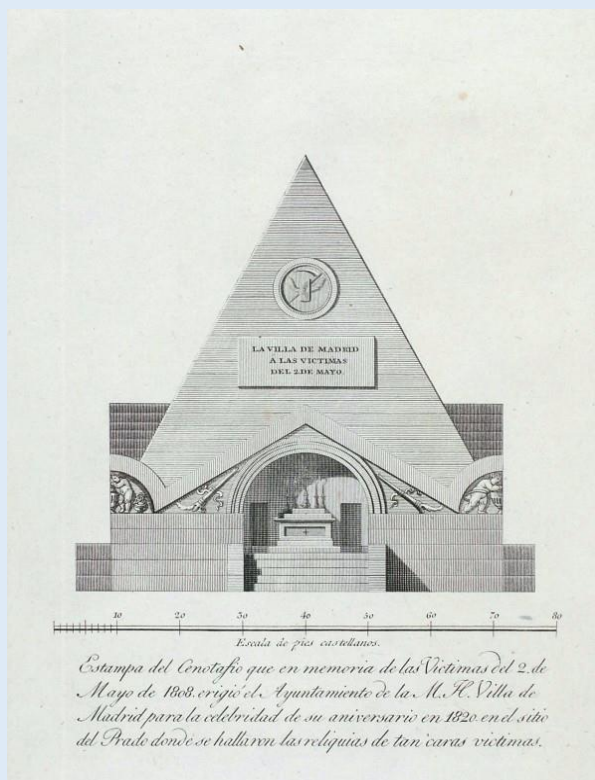 LA VILLA DE MADRID
Á LAS VICTIMAS
DEL 2. DE MAYO.
10 20 30 40 50 60 70 80
Escala de pies castellanos.
Estampa del Cenotafio que en memoria de las Victimas del 2. de
Mayo de 1808. erigió el Ayuntamiento de la M. H. Villa de
Madrid para la celebridad de su aniversario en 1820. en el sitio
del Prado donde se hallaron las reliquias de tan caras victimas.